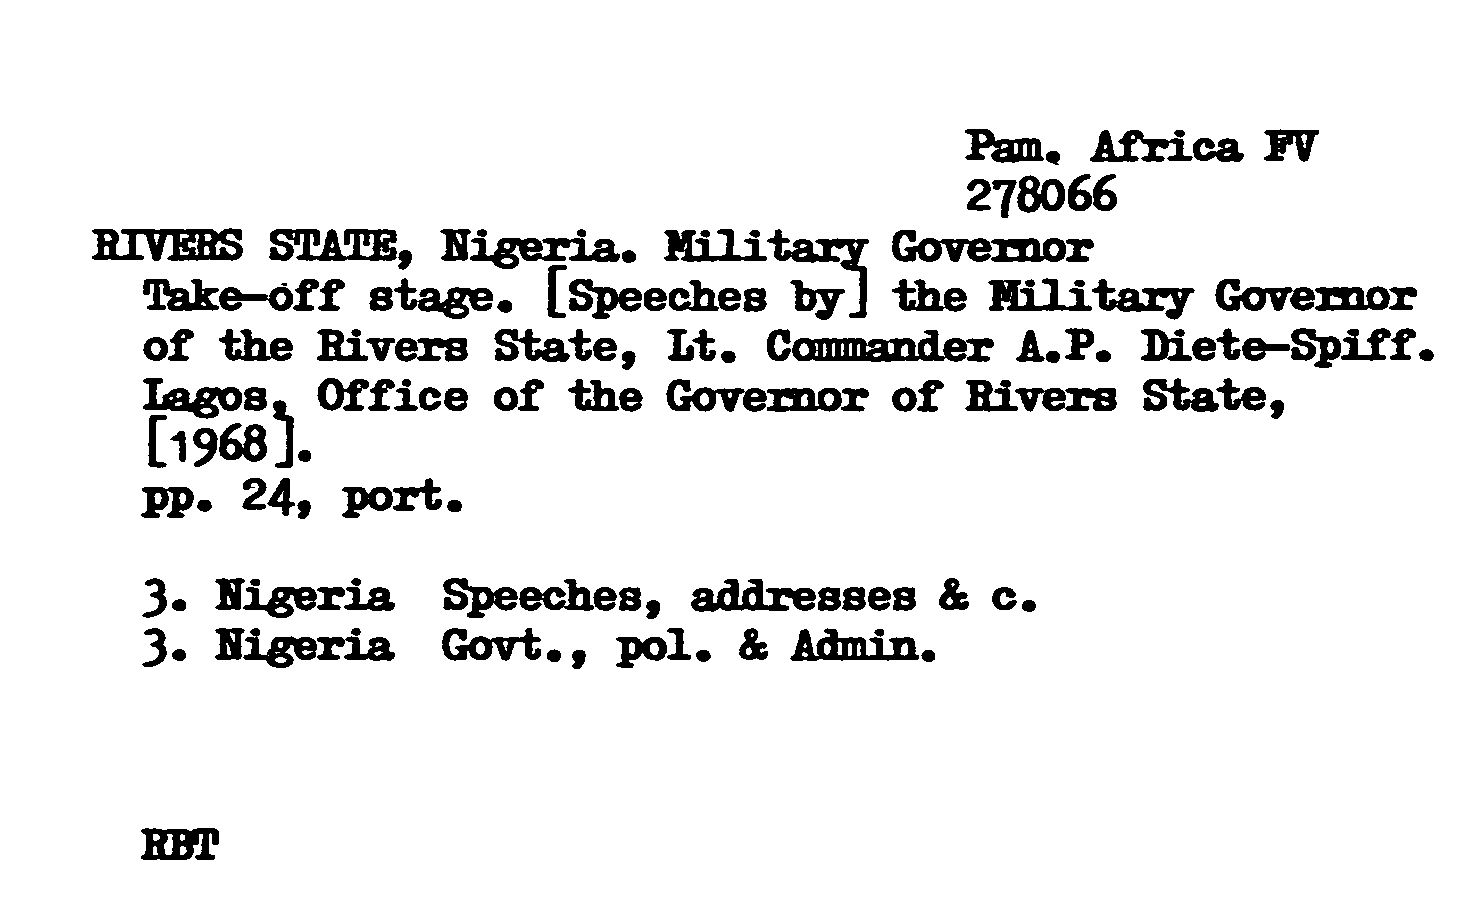 Pam. Africa FV
278066
RIVERS STATE, Nigeria. Military Governor
Take-off stage. [Speeches by] the Military Governor
of the Rivers State, Lt. Commander A.P. Diete-Spiff.
Lagos, Office of the Governor of Rivers State,
[1968].
pp. 24, port.
3. Nigeria Speeches, addresses & c.
3. Nigeria Govt., pol. & Admin.
RBT